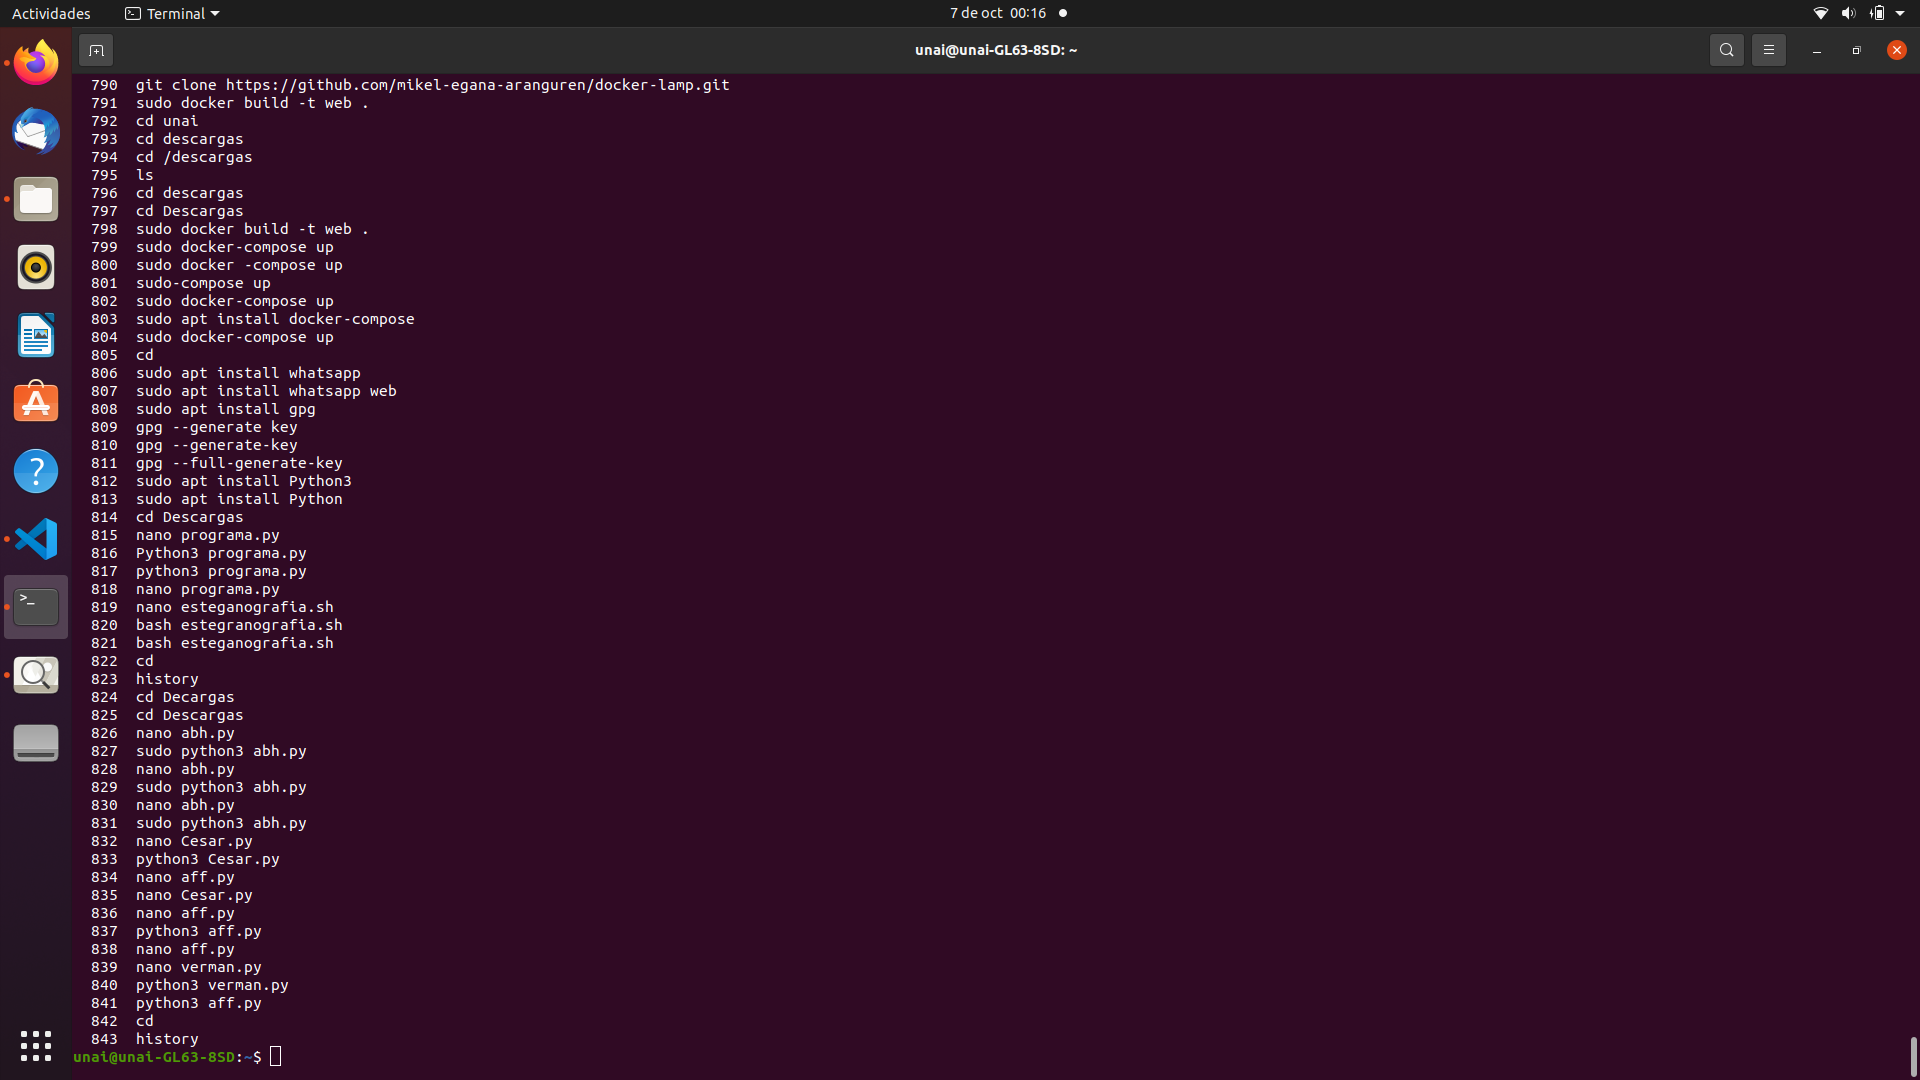 Actividades
Terminal
7 de oct 00:16
unai@unai-GL63-8SD: ~
790 git clone https://github.com/mikel-egana-aranguren/docker-lamp.git
791 sudo docker build -t web .
792 cd unai
793 cd descargas
794 cd /descargas
795 ls
796 cd descargas
797 cd Descargas
798 sudo docker build -t web .
799 sudo docker-compose up
800 sudo docker -compose up
801 sudo-compose up
802 sudo docker-compose up
803 sudo apt install docker-compose
804 sudo docker-compose up
805 cd
806 sudo apt install whatsapp
807 sudo apt install whatsapp web
808 sudo apt install gpg
809 gpg --generate key
810 gpg --generate-key
811 gpg --full-generate-key
812 sudo apt install Python3
813 sudo apt install Python
814 cd Descargas
815 nano programa.py
816 Python3 programa.py
817 python3 programa.py
818 nano programa.py
819 nano esteganografia.sh
820 bash estegranografia.sh
821 bash esteganografia.sh
822 cd
823 history
824 cd Decargas
825 cd Descargas
826 nano abh.py
827 sudo python3 abh.py
828 nano abh.py
829 sudo python3 abh.py
830 nano abh.py
831 sudo python3 abh.py
832 nano Cesar.py
833 python3 Cesar.py
834 nano aff.py
835 nano Cesar.py
836 nano aff.py
837 python3 aff.py
838 nano aff.py
839 nano verman.py
840 python3 verman.py
841 python3 aff.py
842 cd
843 history
unai@unai-GL63-8SD:~$